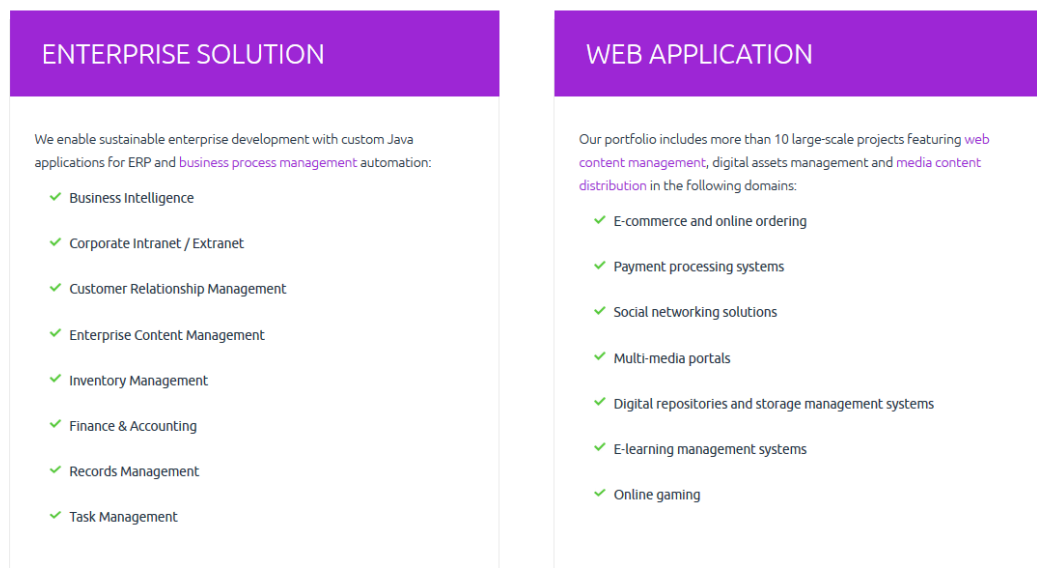 ENTERPRISE SOLUTION
We enable sustainable enterprise development with custom Java
applications for ERP and business process management automation:
Business Intelligence
Corporate Intranet / Extranet
Customer Relationship Management
Enterprise Content Management
Inventory Management
Finance & Accounting
Records Management
Task Management
WEB APPLICATION
Our portfolio includes more than 10 large-scale projects featuring web
content management, digital assets management and media content
distribution in the following domains:
E-commerce and online ordering
Payment processing systems
Social networking solutions
Multi-media portals
Digital repositories and storage management systems
E-learning management systems
Online gaming